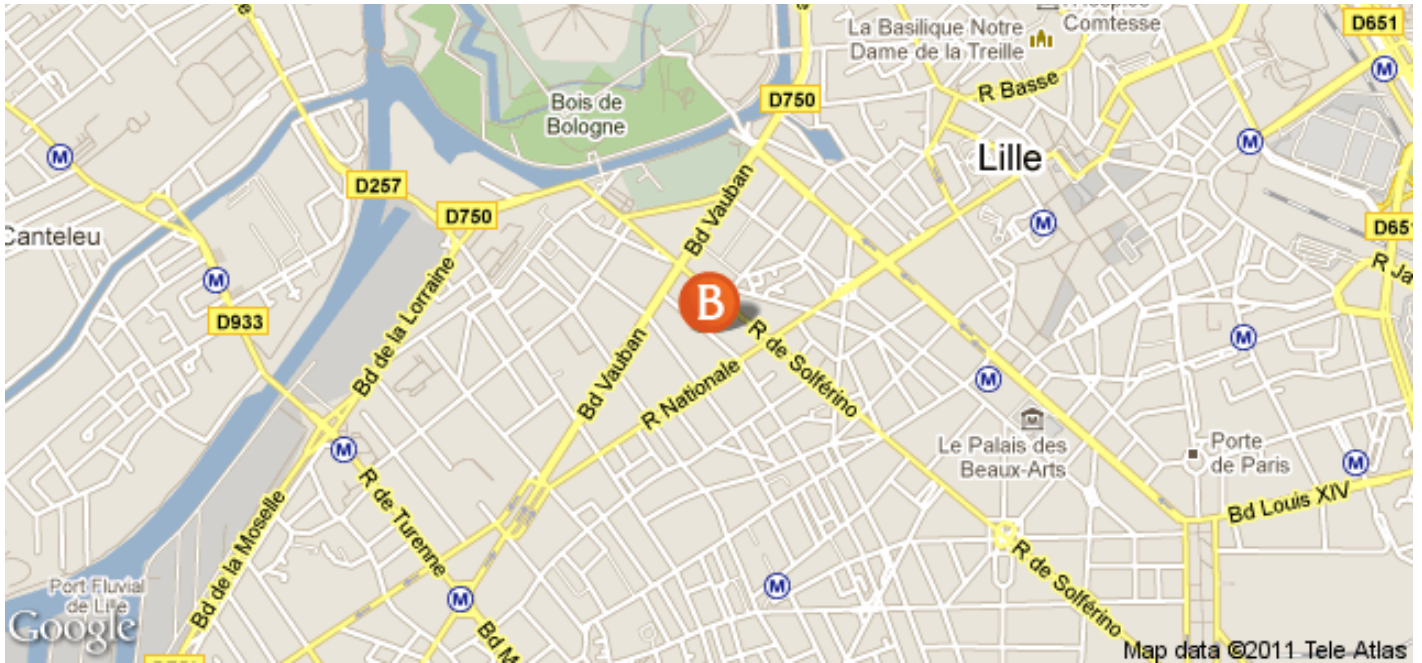 D651
Hospice
Comtesse
La Basilique Notre
Dame de la Treille
R Basse
D750
Bois de
Bologne
Lille
M
M
M
D257
D750
Canteleu
Bd Vauban
M
D651
R Ja
M
D933
Bd de la Lorraine
B
R de Solférino
M
Bd Vauban
R Nationale
M
M
Le Palais des
Beaux-Arts
Porte
de Paris
M
M
R de Turenne
Bd Louis XIV
Bd de la Moselle
R de Solférino
Port Fluvial
de Lille
M
M
Bd M
Google
Map data ©2011 Tele Atlas